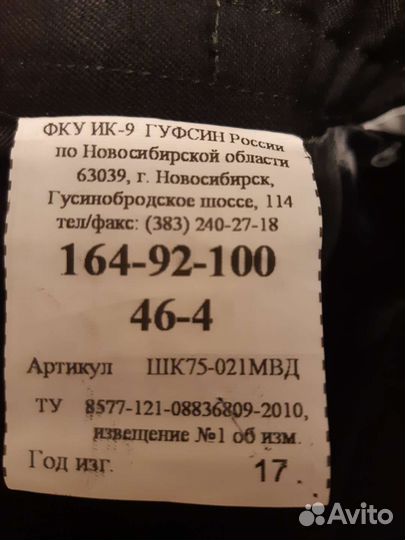 ФКУ ИК-9 ГУФСИН России
по Новосибирской области
63039, г. Новосибирск,
Гусинобродское шоссе, 114
тел/факс: (383) 240-27-18
164-92-100
46-4
Артикул ШК75-021МВД
ТУ 8577-121-08836809-2010,
извещение №1 об изм.
Год изг. 17.
Avito